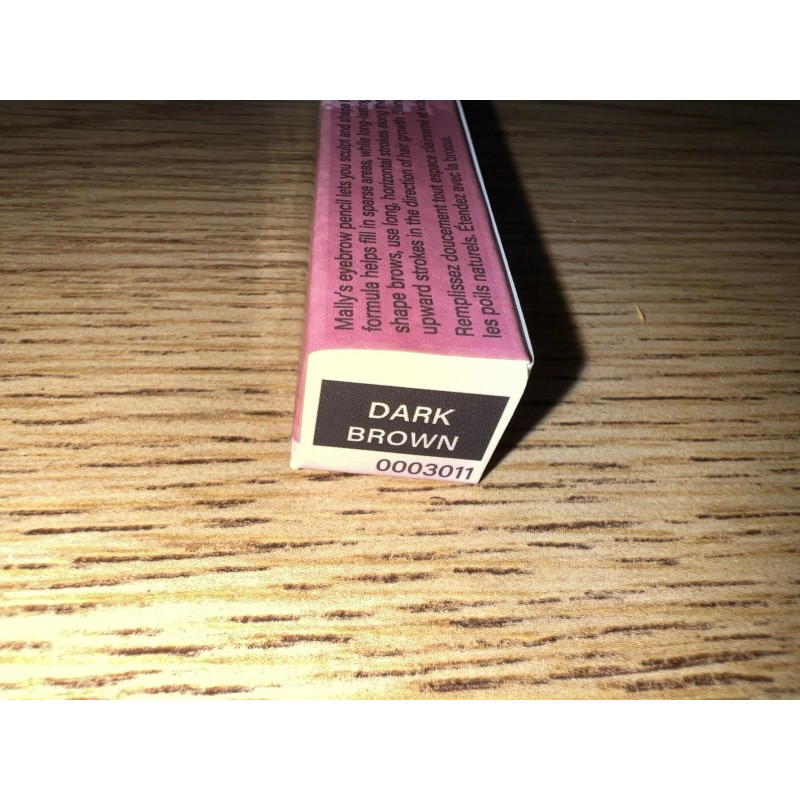 Mally's eyebrow pencil lets you sculpt and shape
formula helps fill in sparse areas, while long-lasting
shape brows, use long, horizontal strokes along the
upward strokes in the direction of hair growth.
Remplissez doucement tout espace clairsemé et
les poils naturels. Étendez avec la brosse.
DARK
BROWN
0003011